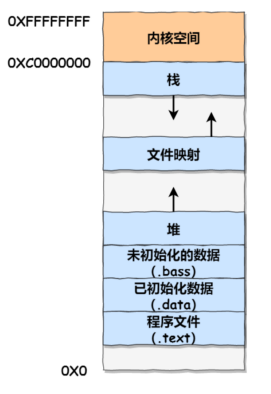 0XFFFFFFFF
内核空间
0XC0000000
栈
文件映射
堆
未初始化的数据
(.bass)
已初始化数据
(.data)
程序文件
(.text)
0X0